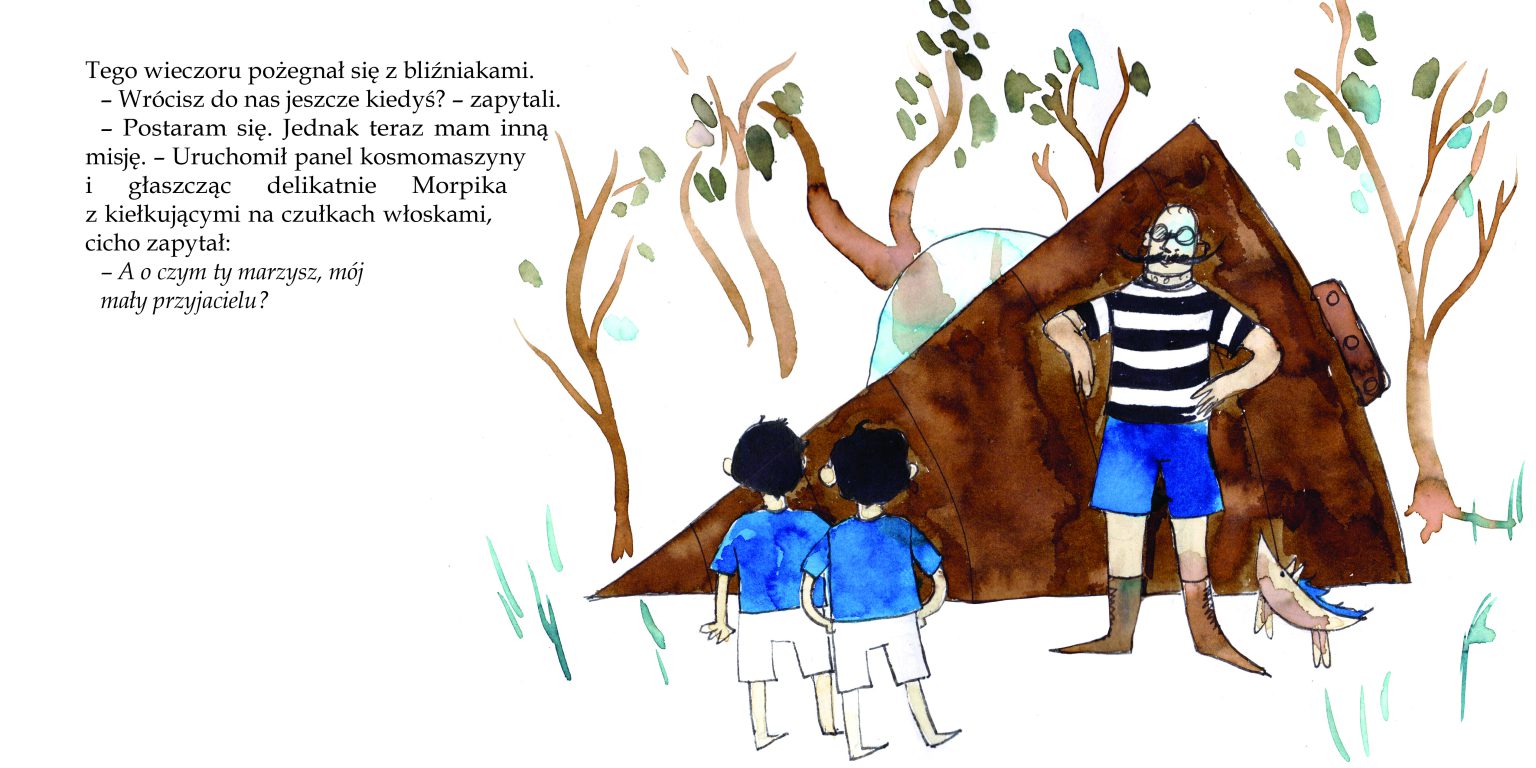 Tego wieczoru pożegnał się z bliźniakami.
– Wrócisz do nas jeszcze kiedyś? – zapytali.
– Postaram się. Jednak teraz mam inną
misję. – Uruchomił panel kosmomaszyny
i głaszcząc delikatnie Morpika
z kiełkującymi na czułkach włoskami,
cicho zapytał:
– A o czym ty marzysz, mój
mały przyjacielu?